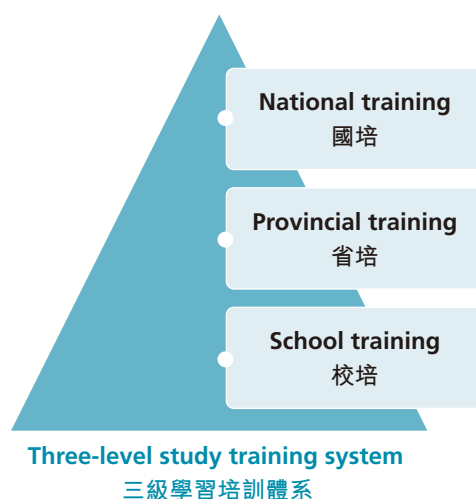 National training
國培
Provincial training
省培
School training
校培
Three-level study training system
三級學習培訓體系